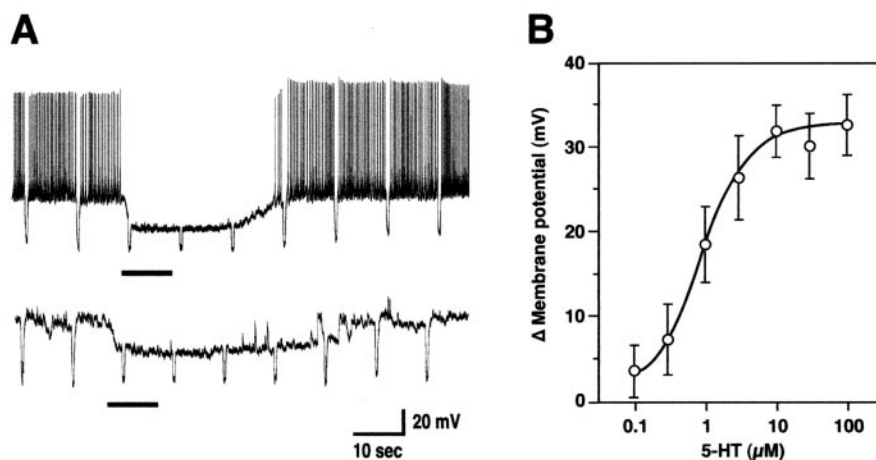 A
20 mV
10 sec
B
Δ Membrane potential (mV)
40
30
20
10
0
0.1 1 10 100
5-HT (μM)